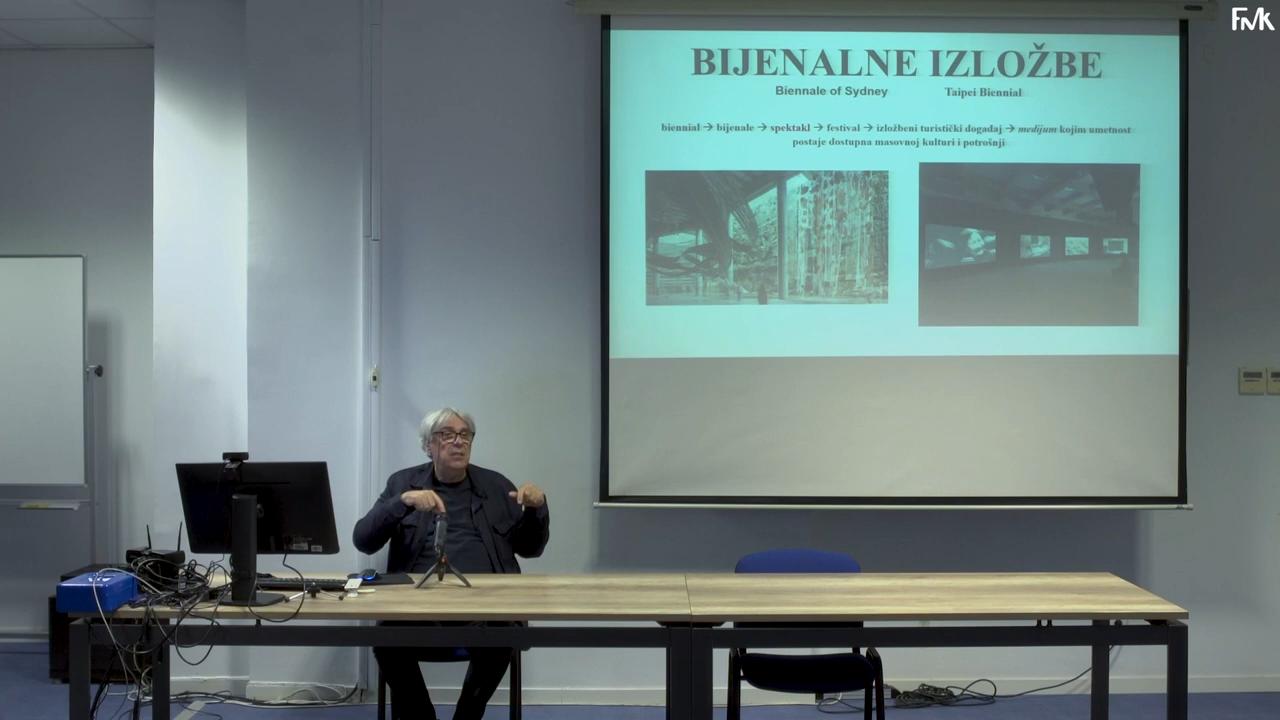 FMK
BIJENALNE IZLOŽBE
Biennale of Sydney
Taipei Biennial
biennial → bijenale → spektakl → festival → izložbeni turistički događaj → medijum kojim umetnost
postaje dostupna masovnoj kulturi i potrošnji